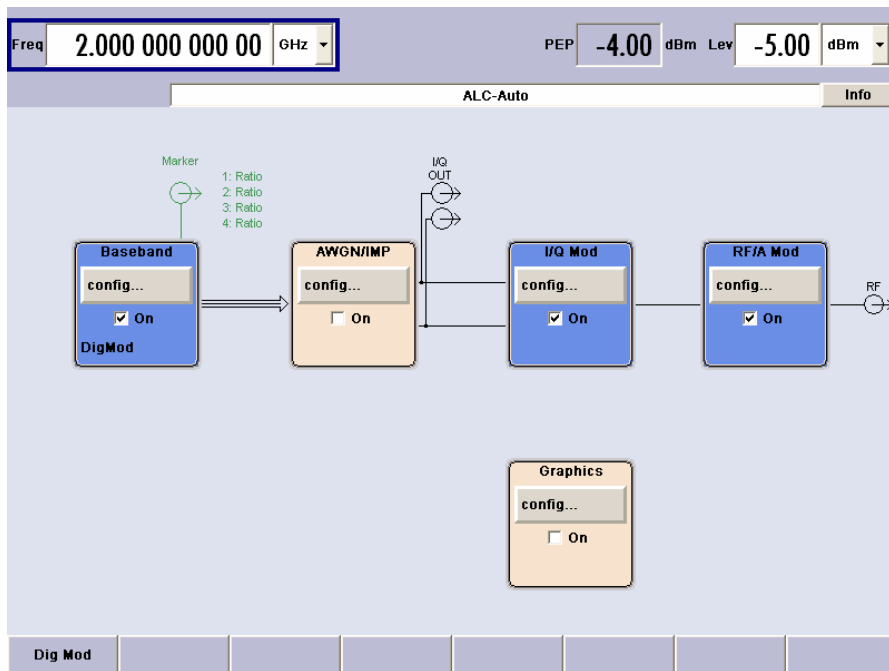 Freq 2.000 000 000 00 GHz PEP -4.00 dBm Lev -5.00 dBm
ALC-Auto Info
Marker
1: Ratio
2: Ratio
3: Ratio
4: Ratio
I/Q
OUT
Baseband
config...
On
DigMod
AWGN/IMP
config...
On
I/Q Mod
config...
On
RF/A Mod
config...
On
RF
Graphics
config...
On
Dig Mod